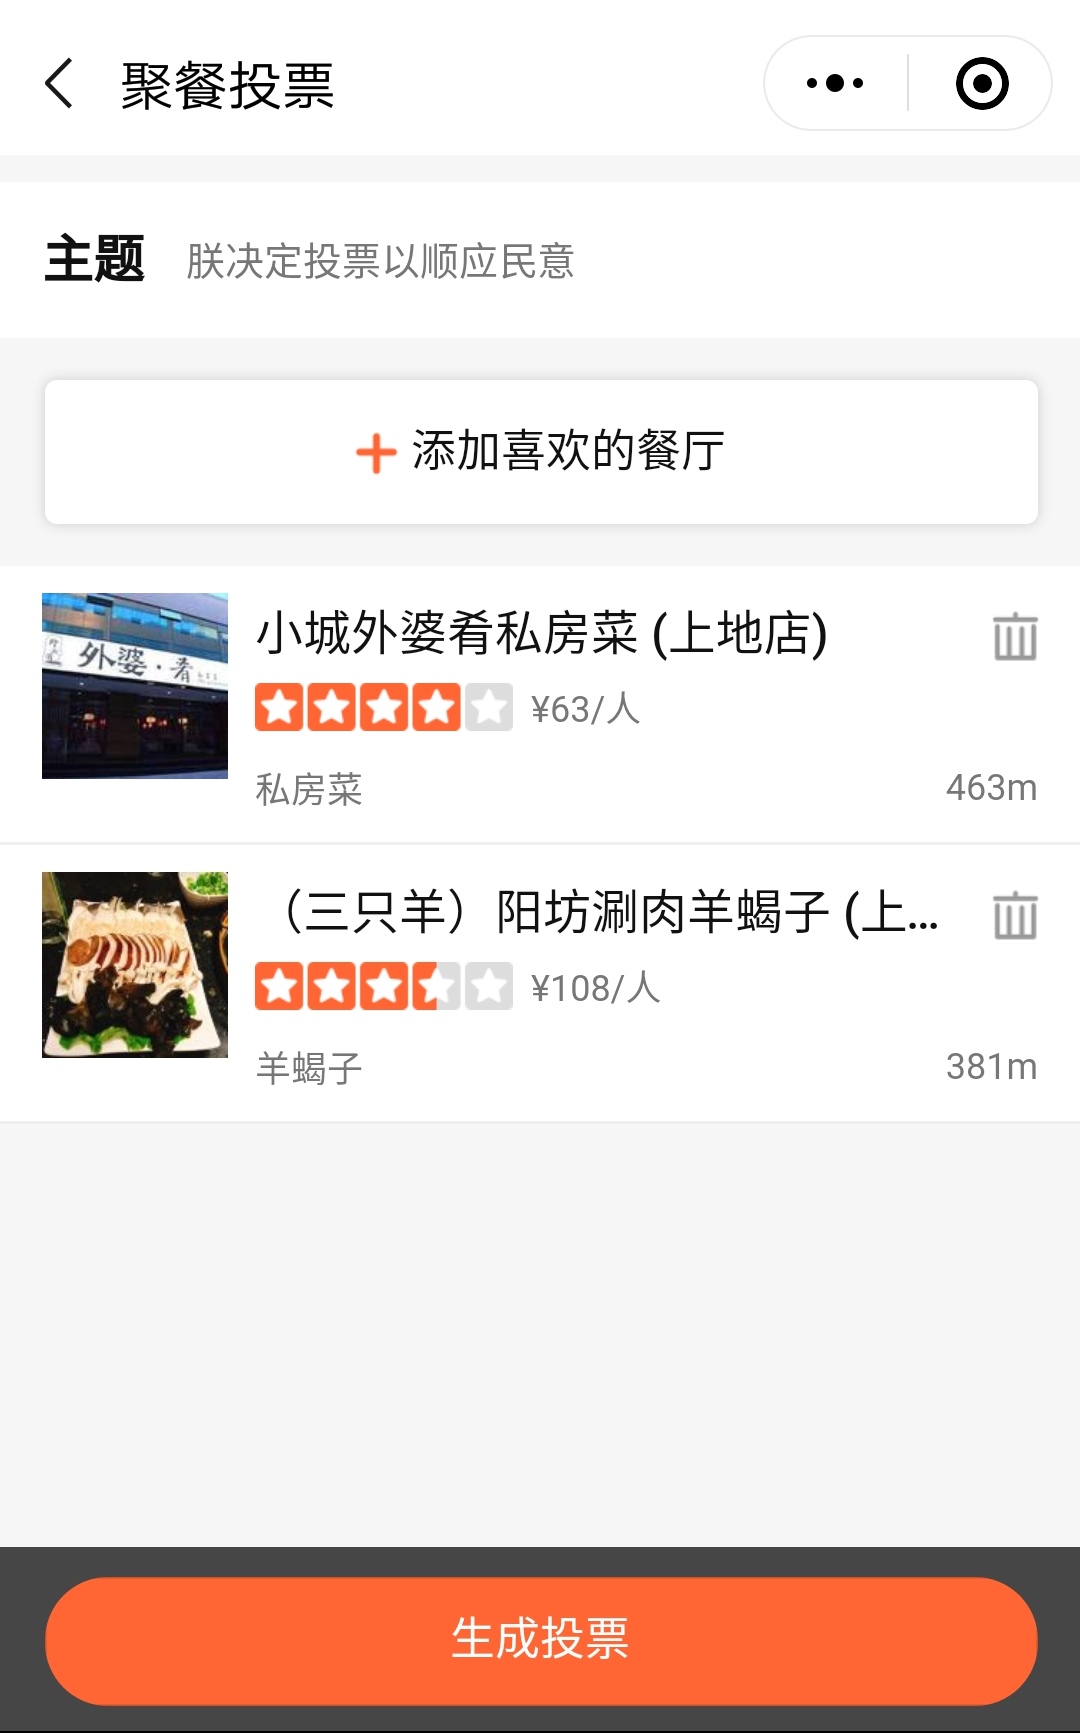 聚餐投票
主题 朕决定投票以顺应民意
添加喜欢的餐厅
外婆·肴
小城外婆肴私房菜 (上地店)
¥63/人
私房菜 463m
（三只羊）阳坊涮肉羊蝎子 (上...
¥108/人
羊蝎子 381m
生成投票